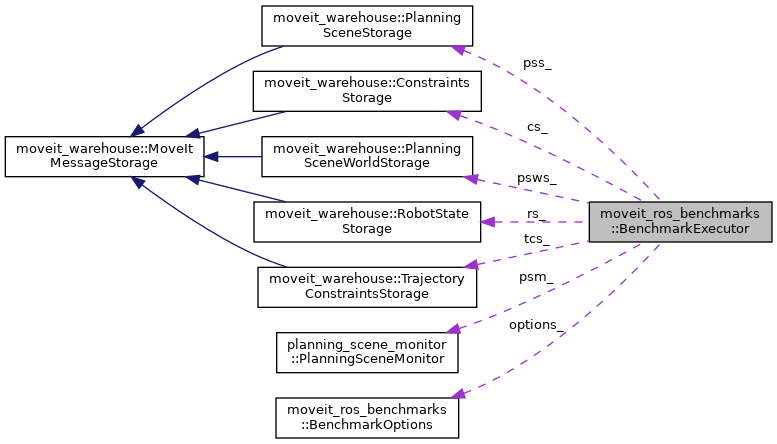 moveit_warehouse::Planning
SceneStorage
pss_
moveit_warehouse::Constraints
Storage
cs_
moveit_warehouse::MoveIt
MessageStorage
moveit_warehouse::Planning
SceneWorldStorage
psws_
moveit_warehouse::RobotState
Storage
rs_
moveit_ros_benchmarks
::BenchmarkExecutor
tcs_
moveit_warehouse::Trajectory
ConstraintsStorage
psm_
planning_scene_monitor
::PlanningSceneMonitor
options_
moveit_ros_benchmarks
::BenchmarkOptions